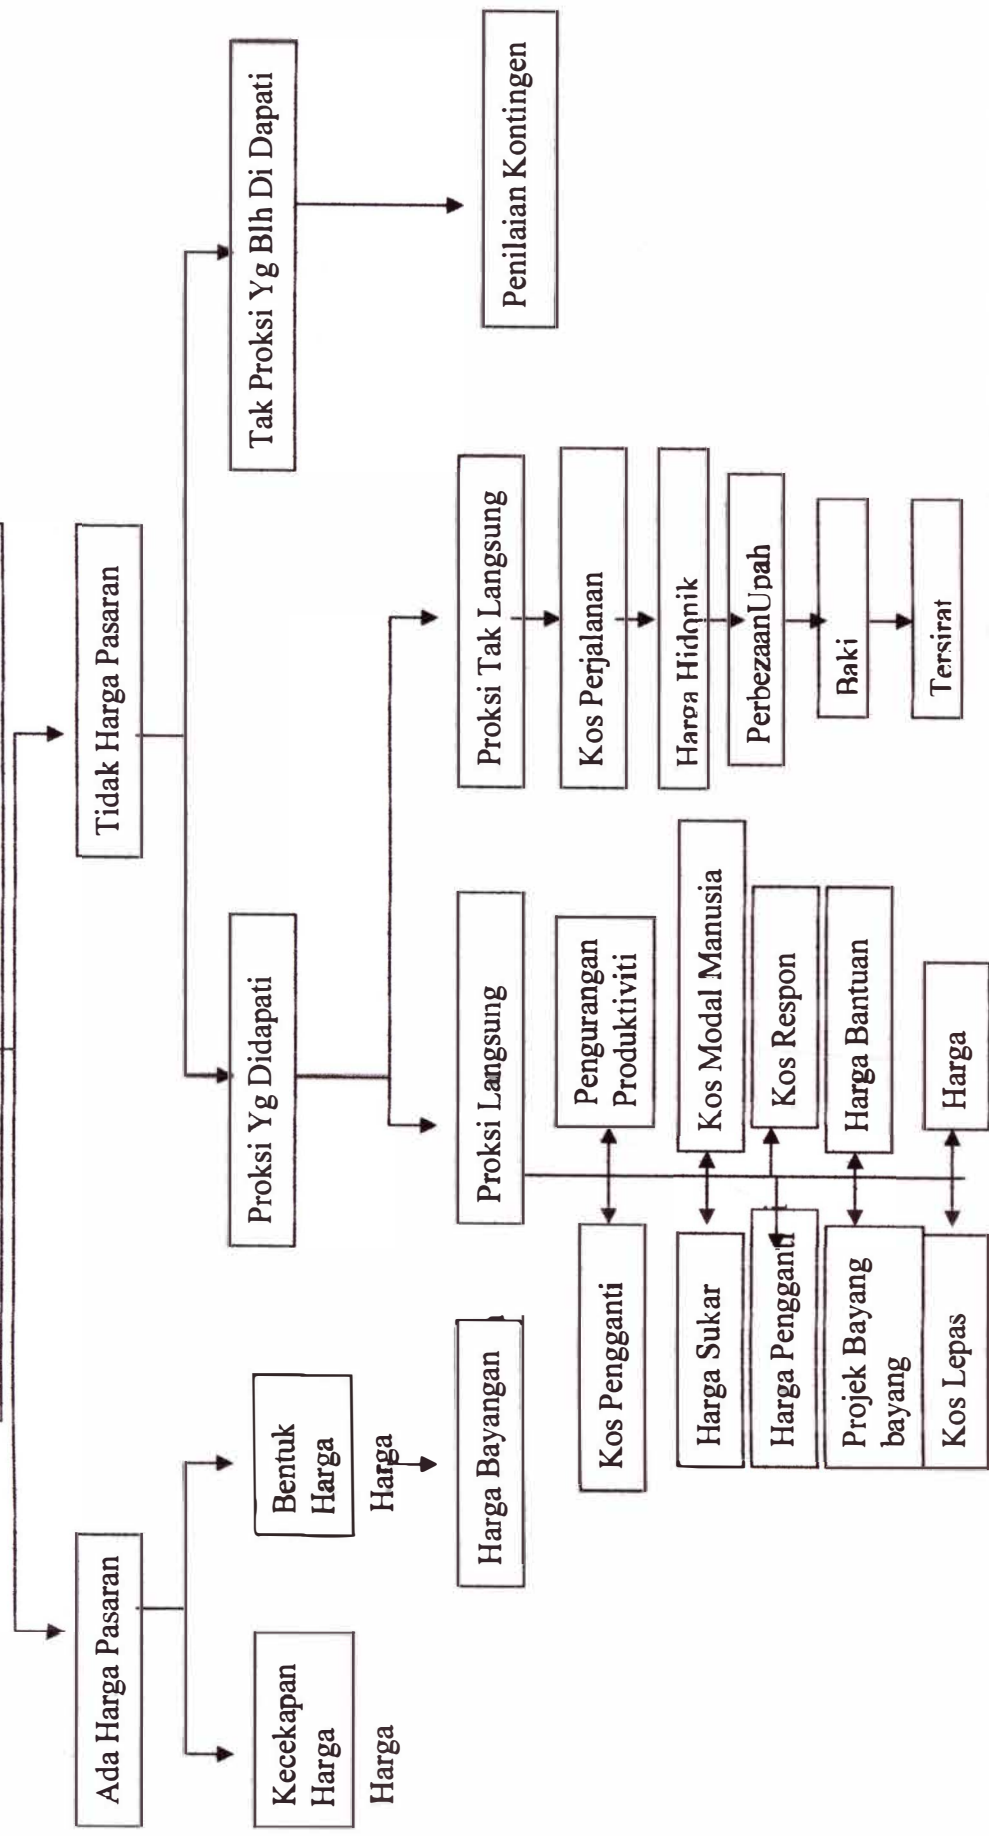 Ada Harga Pasaran
Tidak Harga Pasaran
Kecekapan
Harga
Harga
Bentuk
Harga
Harga
Proksi Yg Didapati
Tak Proksi Yg Blh Di Dapati
Harga Bayangan
Proksi Langsung
Proksi Tak Langsung
Penilaian Kontingen
Kos Pengganti
Pengurangan
Produktiviti
Kos Perjalanan
Harga Sukar
Kos Modal Manusia
Harga Hidonik
Harga Pengganti
Kos Respon
PerbezaanUpah
Projek Bayang
bayang
Harga Bantuan
Baki
Kos Lepas
Harga
Tersirat